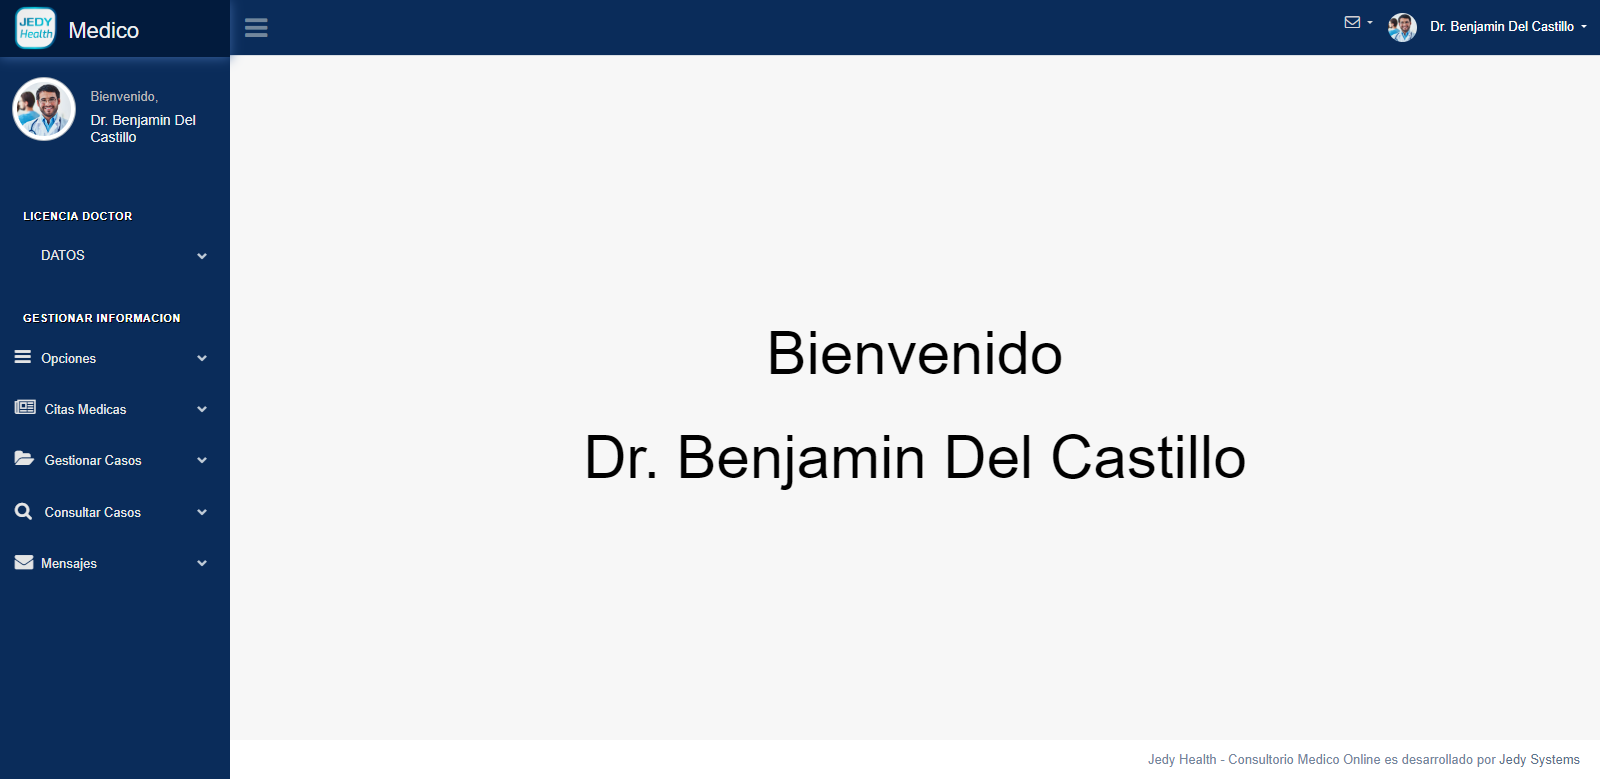 JEDY
Health
Medico
Dr. Benjamin Del Castillo
Bienvenido,
Dr. Benjamin Del
Castillo
LICENCIA DOCTOR
DATOS
GESTIONAR INFORMACION
Opciones
Citas Medicas
Gestionar Casos
Consultar Casos
Mensajes
Bienvenido
Dr. Benjamin Del Castillo
Jedy Health - Consultorio Medico Online es desarrollado por Jedy Systems